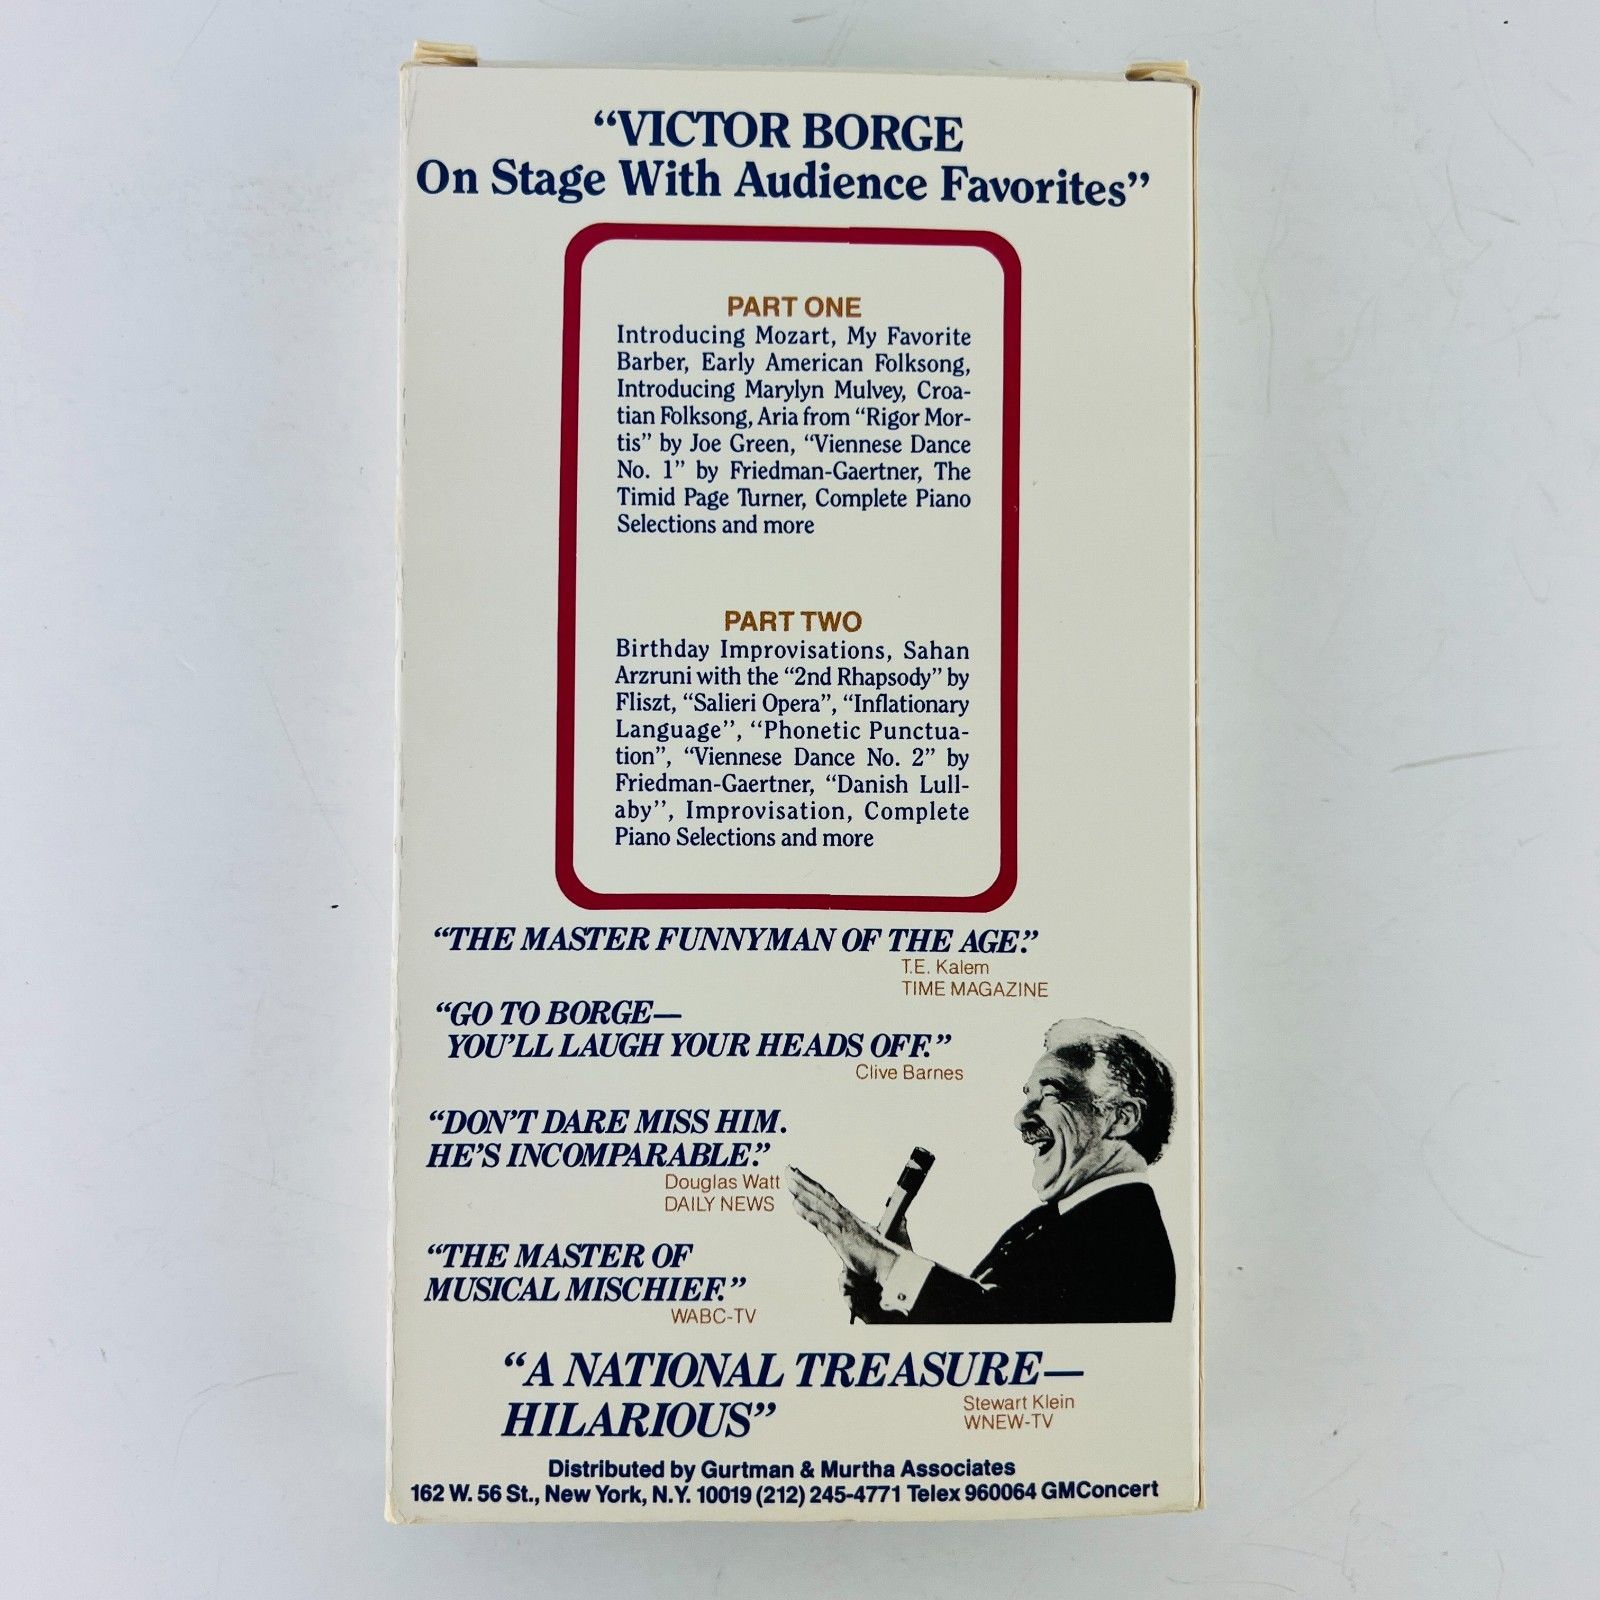 “VICTOR BORGE
On Stage With Audience Favorites”
PART ONE
Introducing Mozart, My Favorite
Barber, Early American Folksong,
Introducing Marylyn Mulvey, Croa-
tian Folksong, Aria from “Rigor Mor-
tis” by Joe Green, “Viennese Dance
No. 1” by Friedman-Gaertner, The
Timid Page Turner, Complete Piano
Selections and more
PART TWO
Birthday Improvisations, Sahan
Arzruni with the “2nd Rhapsody” by
Fliszt, “Salieri Opera”, “Inflationary
Language”, “Phonetic Punctua-
tion”, “Viennese Dance No. 2” by
Friedman-Gaertner, “Danish Lull-
aby”, Improvisation, Complete
Piano Selections and more
“THE MASTER FUNNYMAN OF THE AGE.”
T.E. Kalem
TIME MAGAZINE
“GO TO BORGE—
YOU’LL LAUGH YOUR HEADS OFF.”
Clive Barnes
“DON’T DARE MISS HIM.
HE’S INCOMPARABLE.”
Douglas Watt
DAILY NEWS
“THE MASTER OF
MUSICAL MISCHIEF.”
WABC-TV
“A NATIONAL TREASURE—
HILARIOUS”
Stewart Klein
WNEW-TV
Distributed by Gurtman & Murtha Associates
162 W. 56 St., New York, N.Y. 10019 (212) 245-4771 Telex 960064 GMConcert